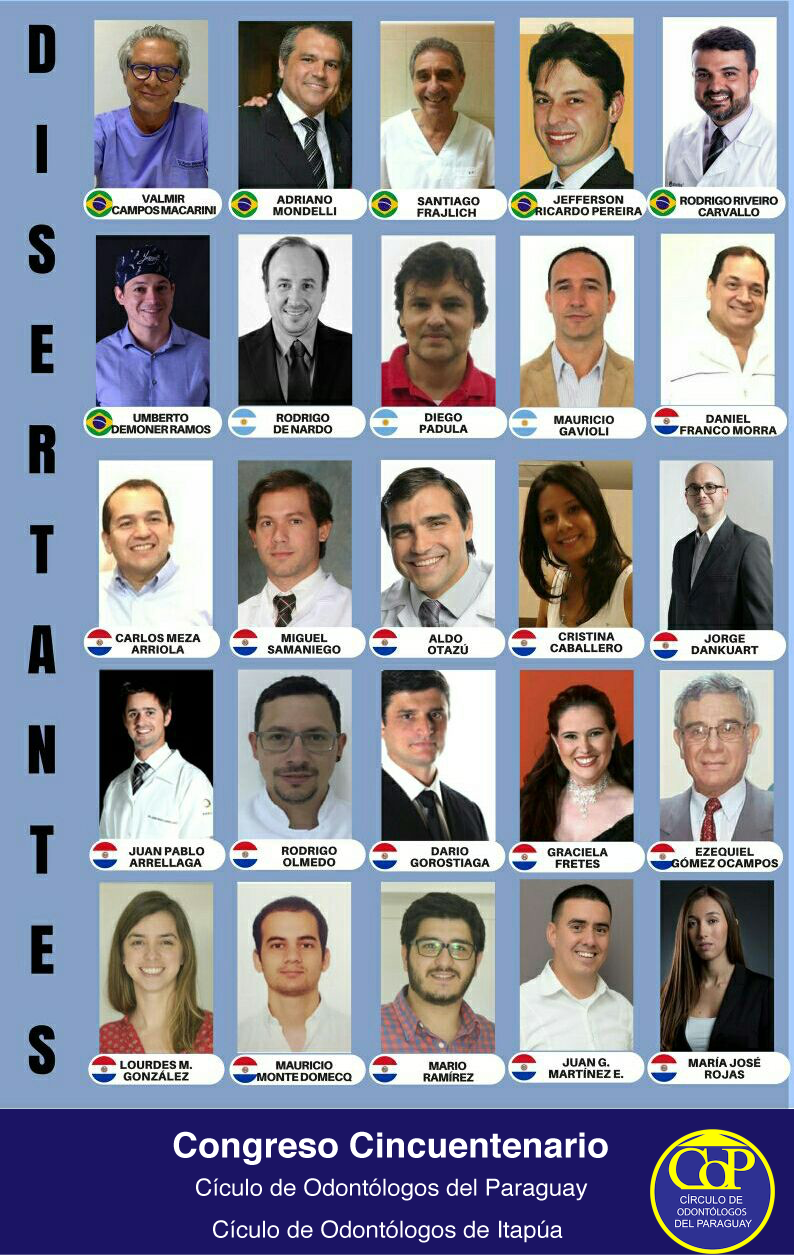 DISERTANTES
VALMIR
CAMPOS MACARINI
ADRIANO
MONDELLI
SANTIAGO
FRAJLICH
JEFFERSON
RICARDO PEREIRA
RODRIGO RIVEIRO
CARVALLO
UMBERTO
DEMONER RAMOS
RODRIGO
DE NARDO
DIEGO
PADULA
MAURICIO
GAVIOLI
DANIEL
FRANCO MORRA
CARLOS MEZA
ARRIOLA
MIGUEL
SAMANIEGO
ALDO
OTAZÚ
CRISTINA
CABALLERO
JORGE
DANKUART
JUAN PABLO
ARRELLAGA
RODRIGO
OLMEDO
DARIO
GOROSTIAGA
GRACIELA
FRETES
EZEQUIEL
GÓMEZ OCAMPOS
LOURDES M.
GONZÁLEZ
MAURICIO
MONTE DOMECQ
MARIO
RAMÍREZ
JUAN G.
MARTÍNEZ E.
MARÍA JOSÉ
ROJAS
Congreso Cincuentenario
Cículo de Odontólogos del Paraguay
Cículo de Odontólogos de Itapúa
COP
CÍRCULO DE
ODONTÓLOGOS
DEL PARAGUAY